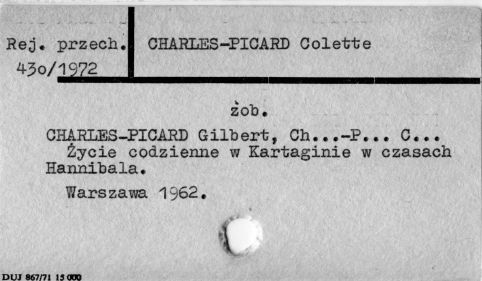 Rej. przech. CHARLES-PICARD Colette
430/1972
żob.
CHARLES-PICARD Gilbert, Ch...-P... C...
Życie codzienne w Kartaginie w czasach
Hannibala.
Warszawa 1962.
DUJ 867/71 15 000